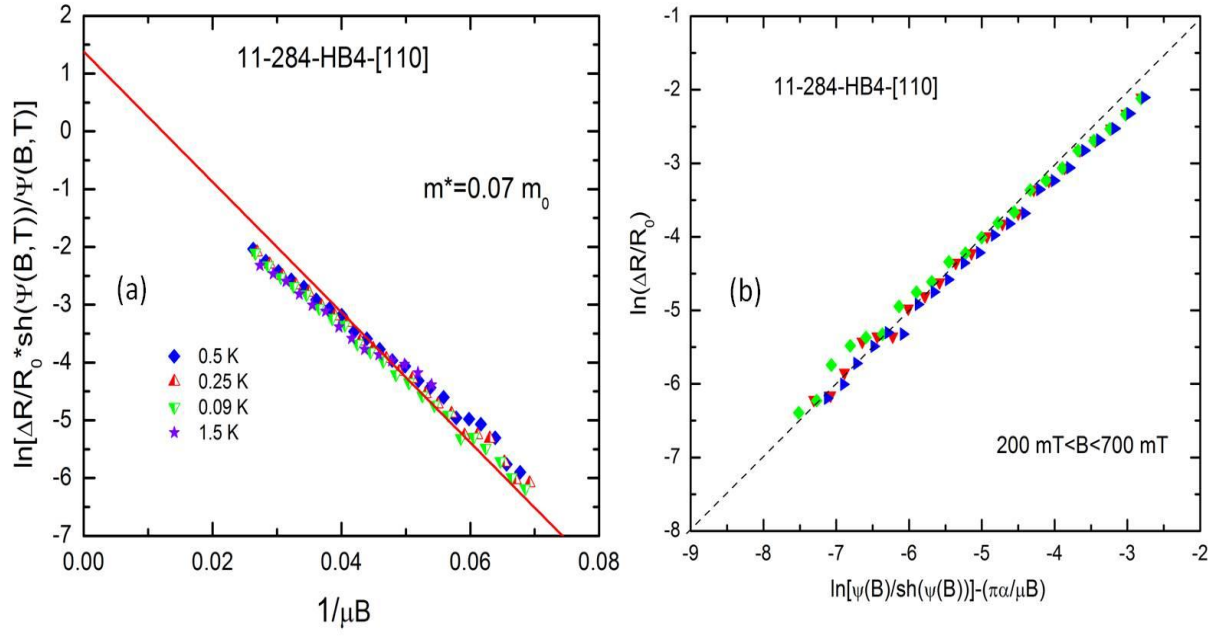 11-284-HB4-[110]
m*=0.07 m0
(a)
0.5 K
0.25 K
0.09 K
1.5 K
2
1
0
-1
-2
-3
-4
-5
-6
-7
0.00 0.02 0.04 0.06 0.08
1/μB
ln[ΔR/R0*sh(Ψ(B,T))/Ψ(B,T)]
11-284-HB4-[110]
(b)
200 mT<B<700 mT
-1
-2
-3
-4
-5
-6
-7
-8
-9 -8 -7 -6 -5 -4 -3 -2
ln[ψ(B)/sh(ψ(B))]-(πα/μB)
ln(ΔR/R0)